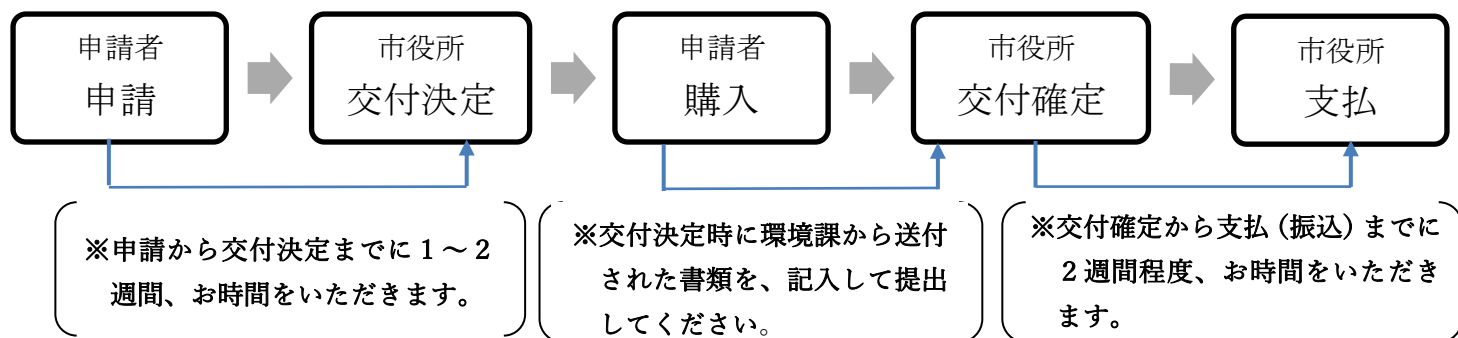 申請者
申請
市役所
交付決定
申請者
購入
市役所
交付確定
市役所
支払
※申請から交付決定までに１～２
週間、お時間をいただきます。
※交付決定時に環境課から送付
された書類を、記入して提出
してください。
※交付確定から支払（振込）までに
２週間程度、お時間をいただき
ます。